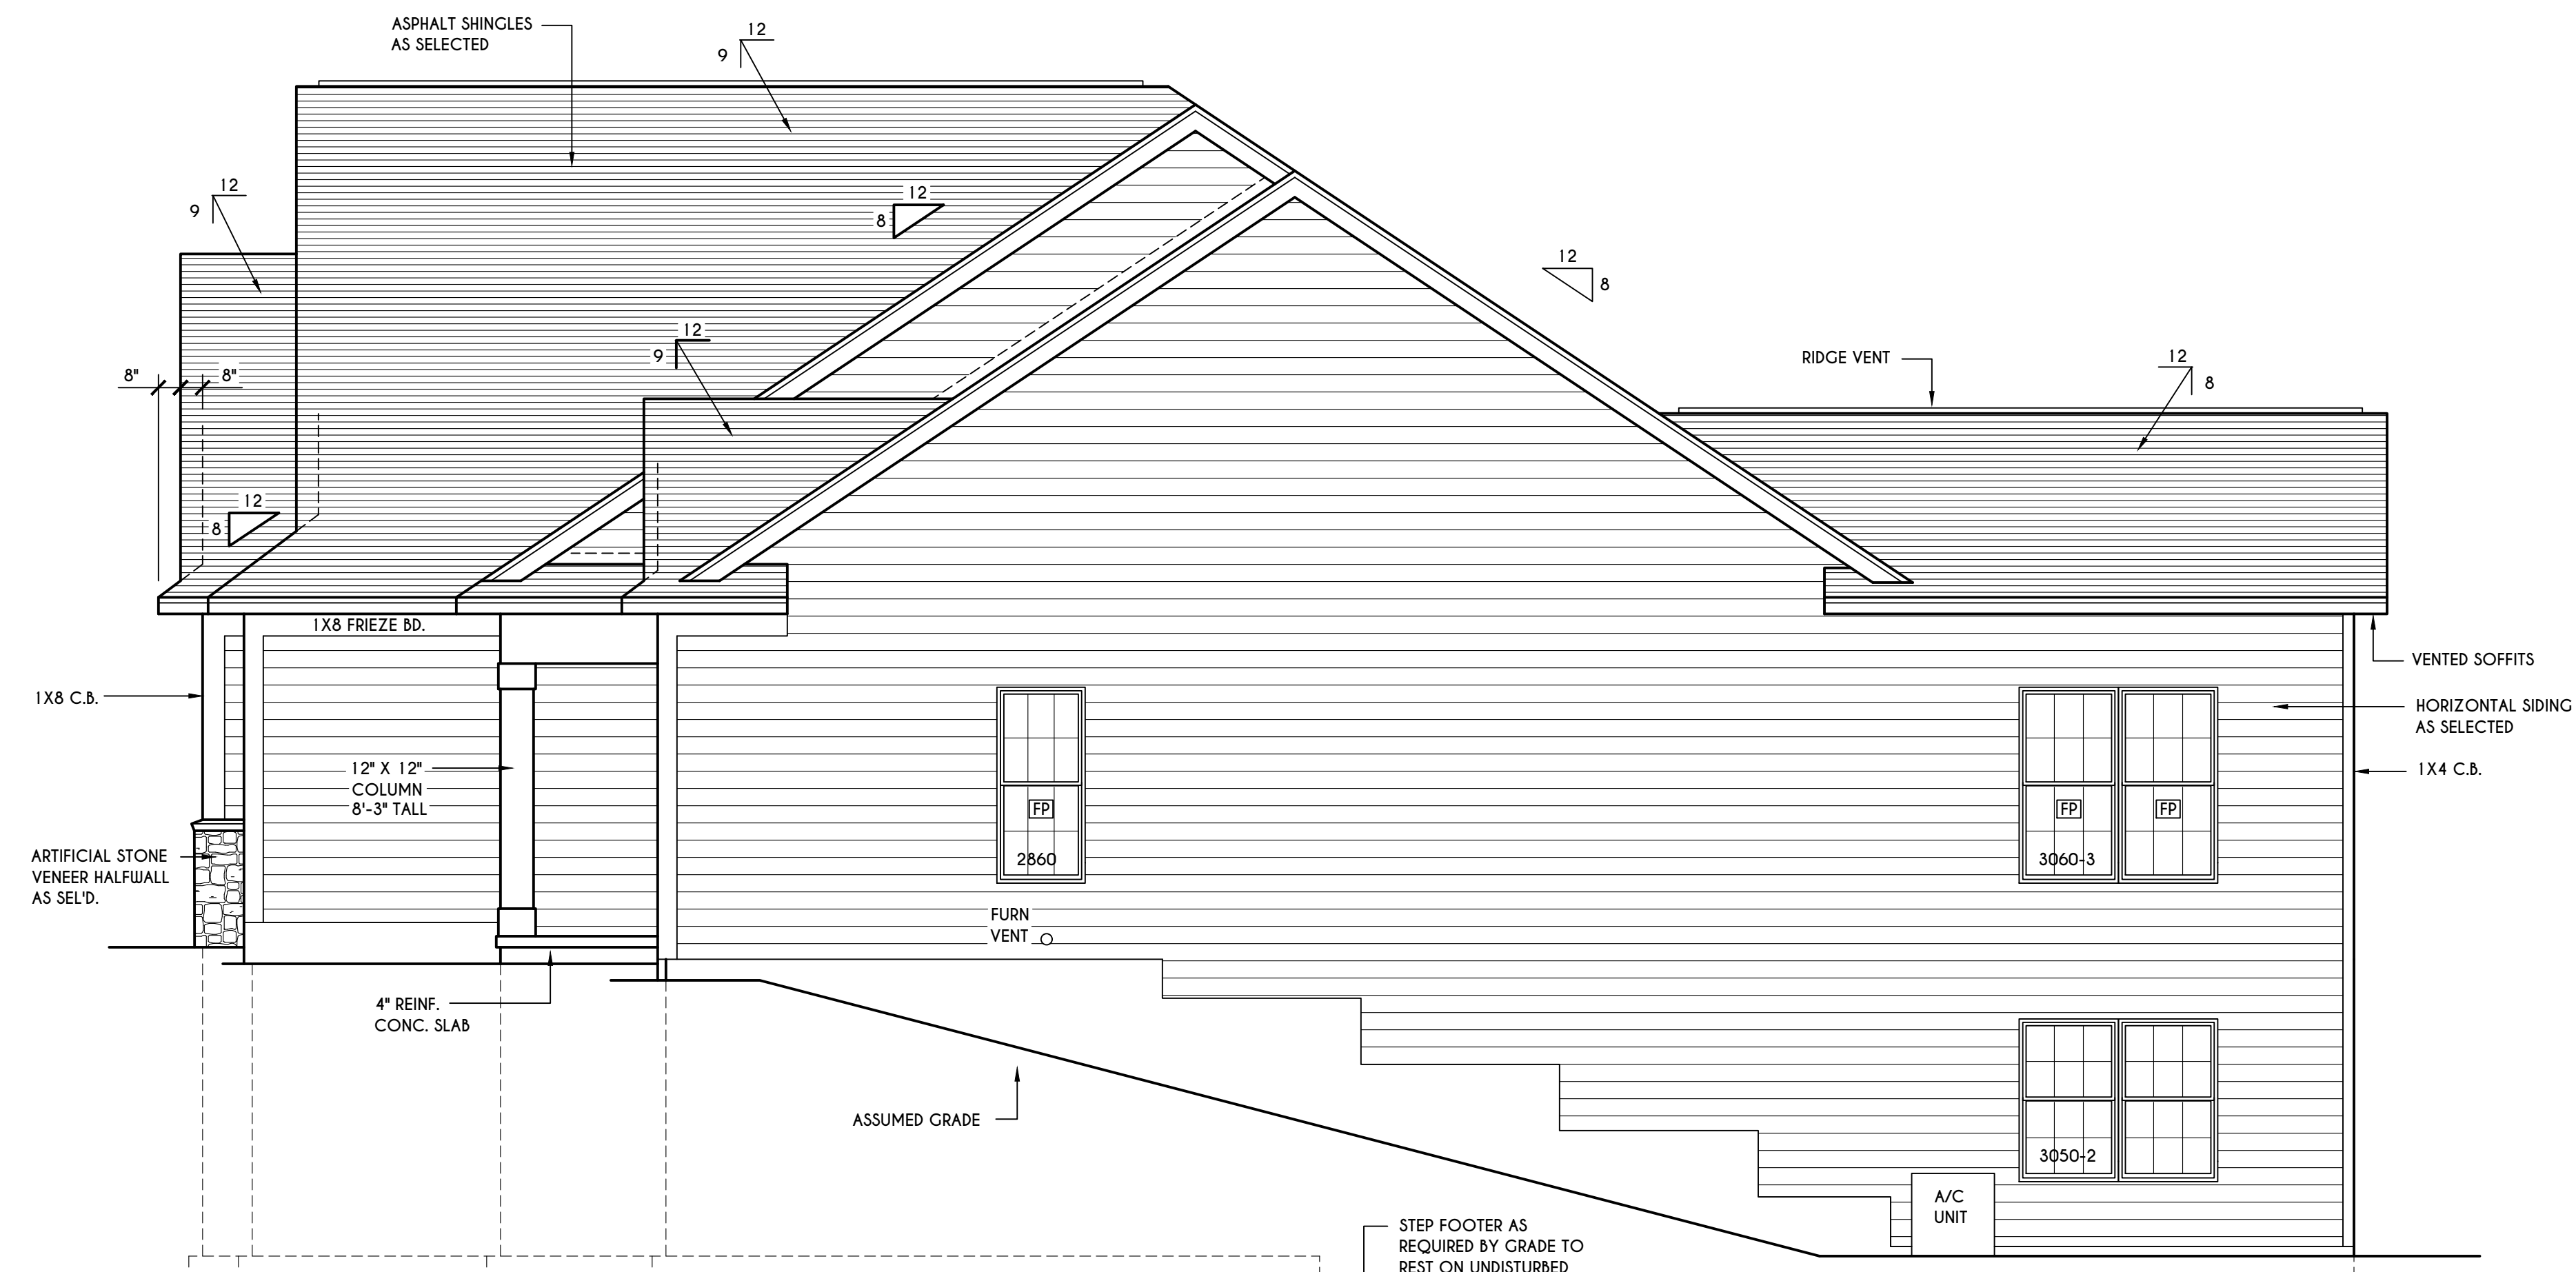 ASPHALT SHINGLES
AS SELECTED
12
9
12
9
12
8
12
8
12
9
RIDGE VENT
12
8
8"
8"
12
8
1X8 FRIEZE BD.
VENTED SOFFITS
1X8 C.B.
HORIZONTAL SIDING
AS SELECTED
12" X 12"
COLUMN
8'-3" TALL
1X4 C.B.
FP
FP
FP
2860
3060-3
ARTIFICIAL STONE
VENEER HALFWALL
AS SEL'D.
FURN
VENT
4" REINF.
CONC. SLAB
ASSUMED GRADE
3050-2
A/C
UNIT
STEP FOOTER AS
REQUIRED BY GRADE TO
REST ON UNDISTURBED